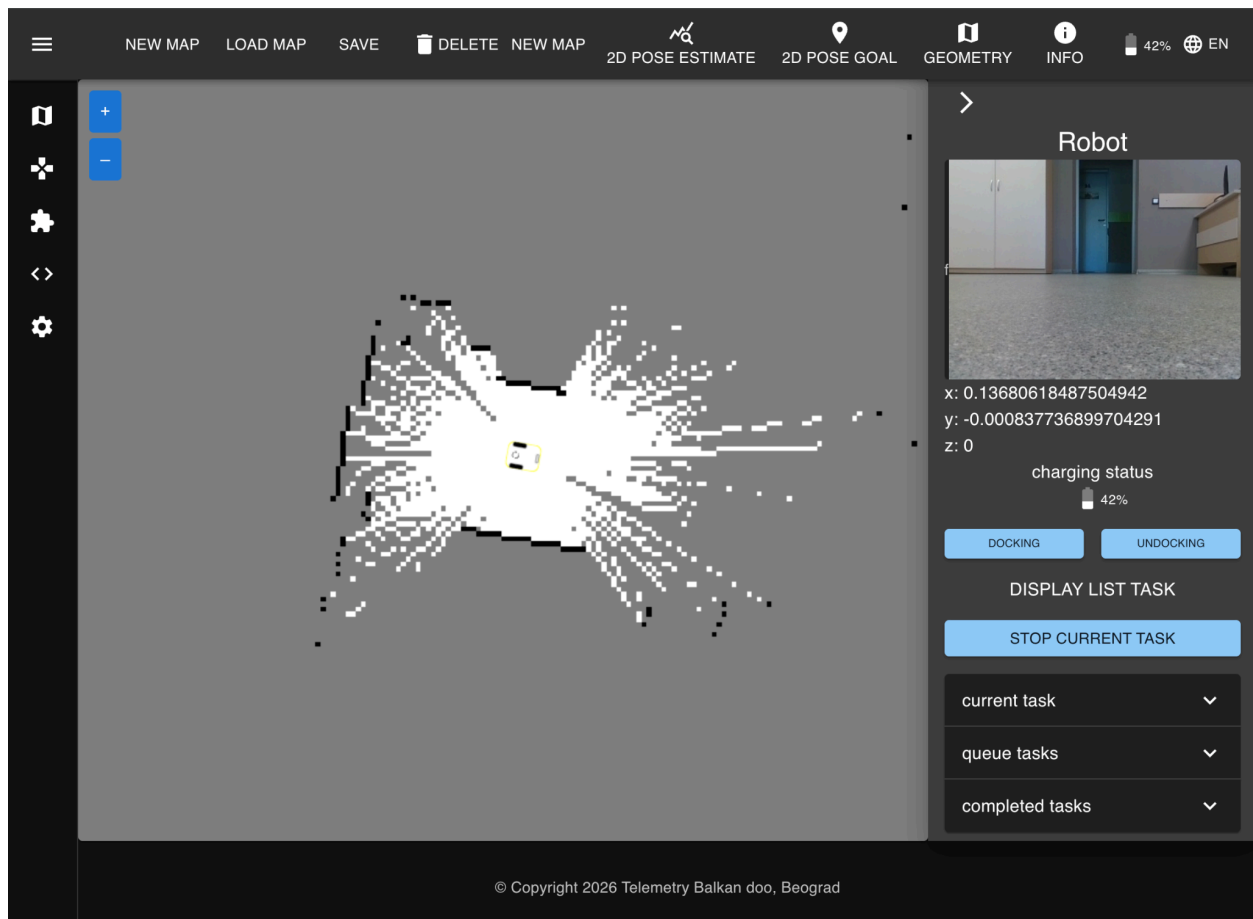 NEW MAP LOAD MAP SAVE DELETE NEW MAP 2D POSE ESTIMATE 2D POSE GOAL GEOMETRY INFO 42% EN
+
–
Robot
f
x: 0.13680618487504942
y: -0.000837736899704291
z: 0
charging status
42%
DOCKING UNDOCKING
DISPLAY LIST TASK
STOP CURRENT TASK
current task
queue tasks
completed tasks
© Copyright 2026 Telemetry Balkan doo, Beograd